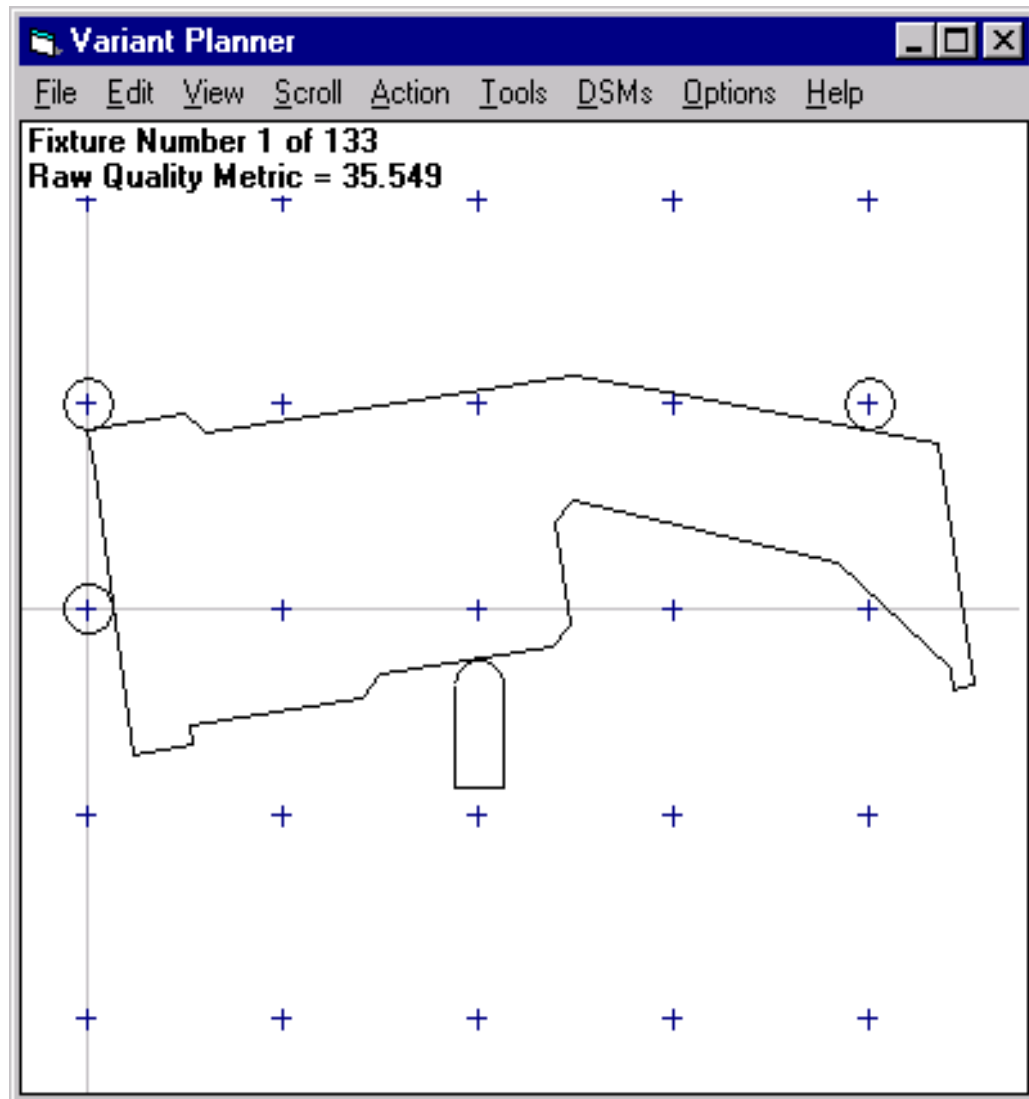 Variant Planner
File Edit View Scroll Action Tools DSMs Options Help
Fixture Number 1 of 133
Raw Quality Metric = 35.549